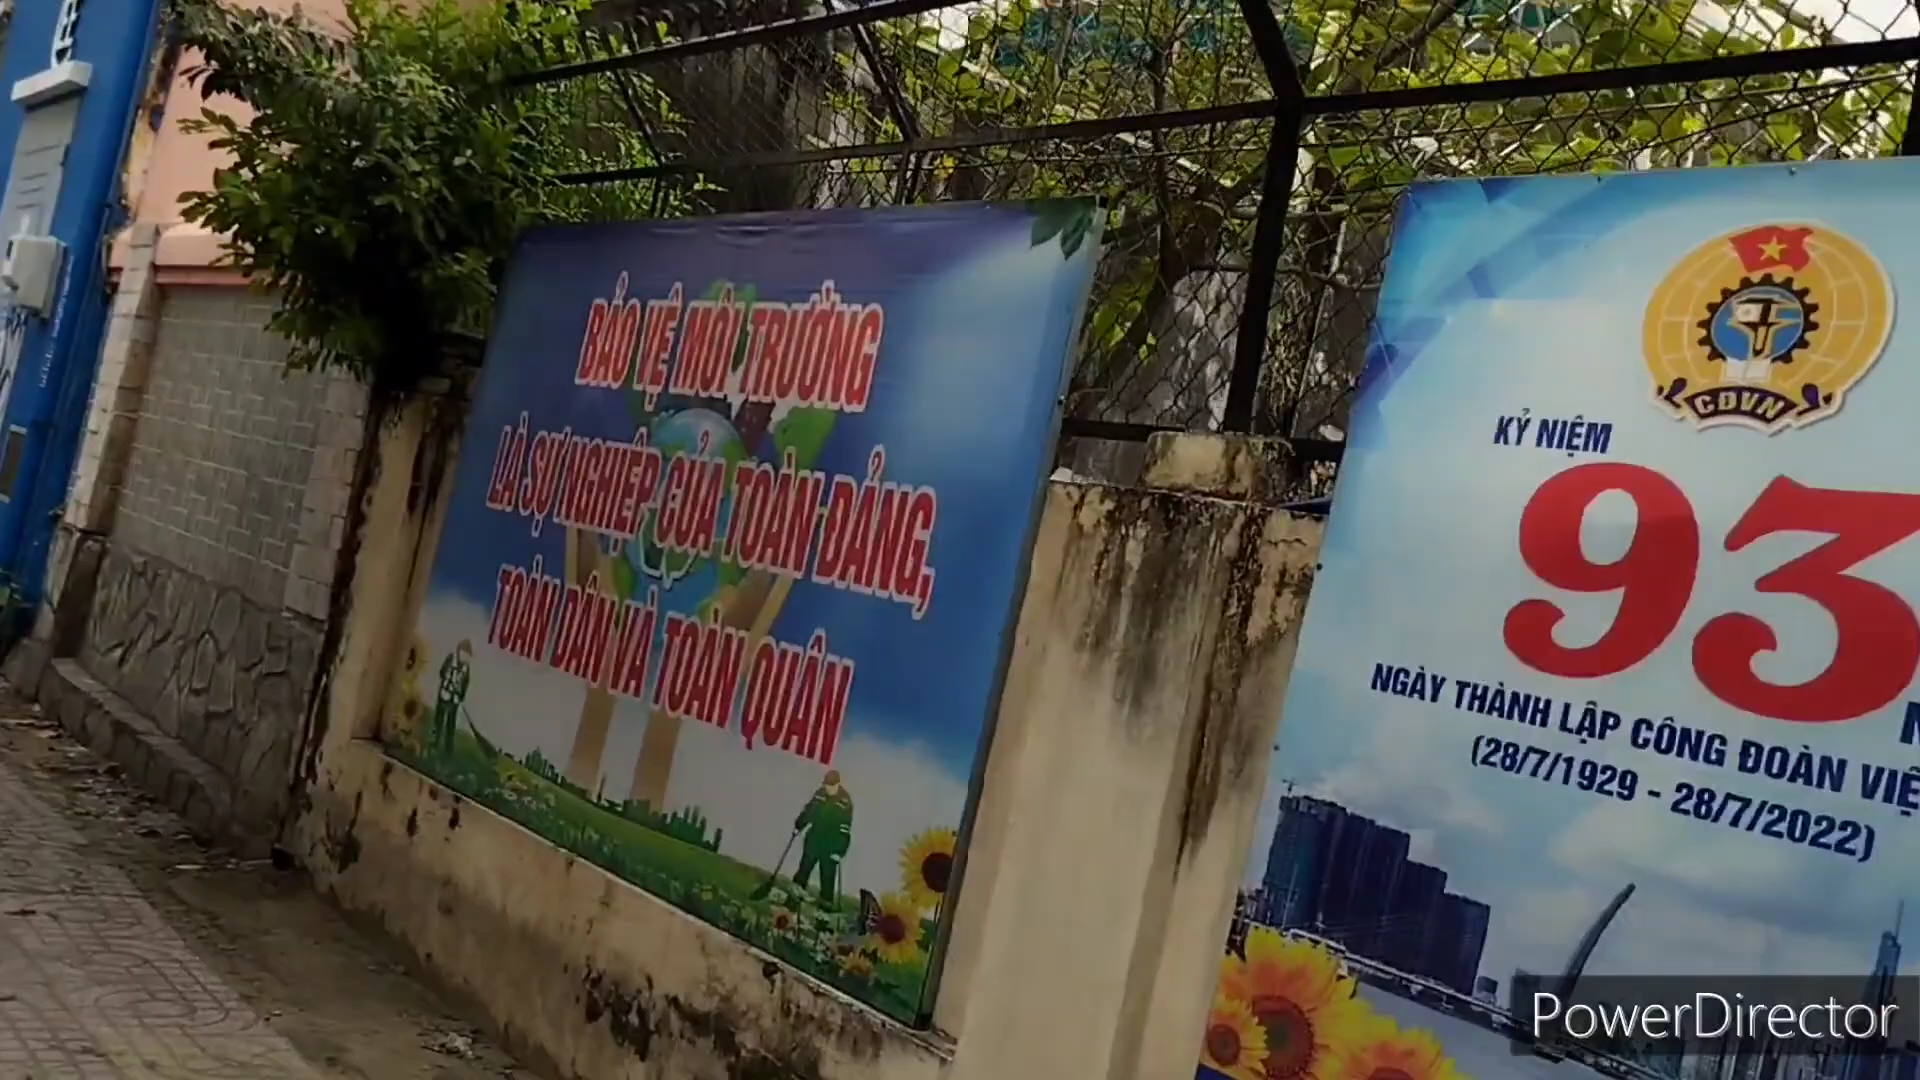 BẢO VỆ MÔI TRƯỜNG
LÀ SỰ NGHIỆP CỦA TOÀN ĐẢNG,
TOÀN DÂN VÀ TOÀN QUÂN
CĐVN
KỶ NIỆM
93
NGÀY THÀNH LẬP CÔNG ĐOÀN
(28/7/1929 - 28/7/2022)
PowerDirector